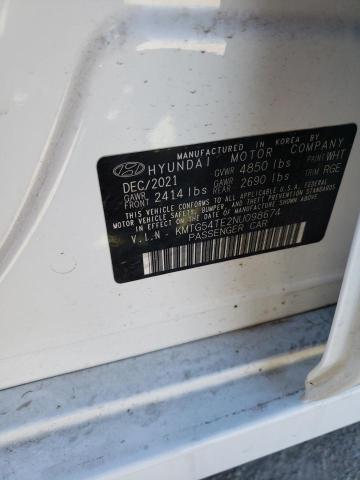 MANUFACTURED IN KOREA BY
HYUNDAI MOTOR COMPANY
DEC/2021 GVWR 4850 lbs PAINT WHT
GAWR FRONT 2414 lbs GAWR REAR 2690 lbs TRIM RGE
THIS VEHICLE CONFORMS TO ALL APPLICABLE U.S.A. FEDERAL
MOTOR VEHICLE SAFETY, BUMPER, AND THEFT PREVENTION STANDARDS
IN EFFECT ON THE DATE OF MANUFACTURE SHOWN ABOVE.
V.I.N- KMTG54TE2NU098674
PASSENGER CAR